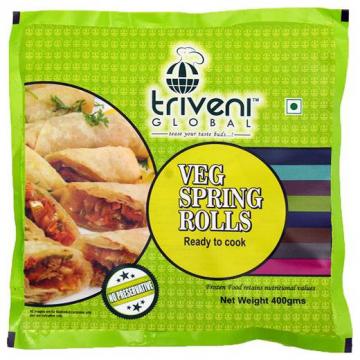 triveni™
GLOBAL
tease your taste buds...!
VEG
SPRING
ROLLS
Ready to cook
NO PRESERVATIVE
Frozen Food retains nutritional values
Net Weight 400gms